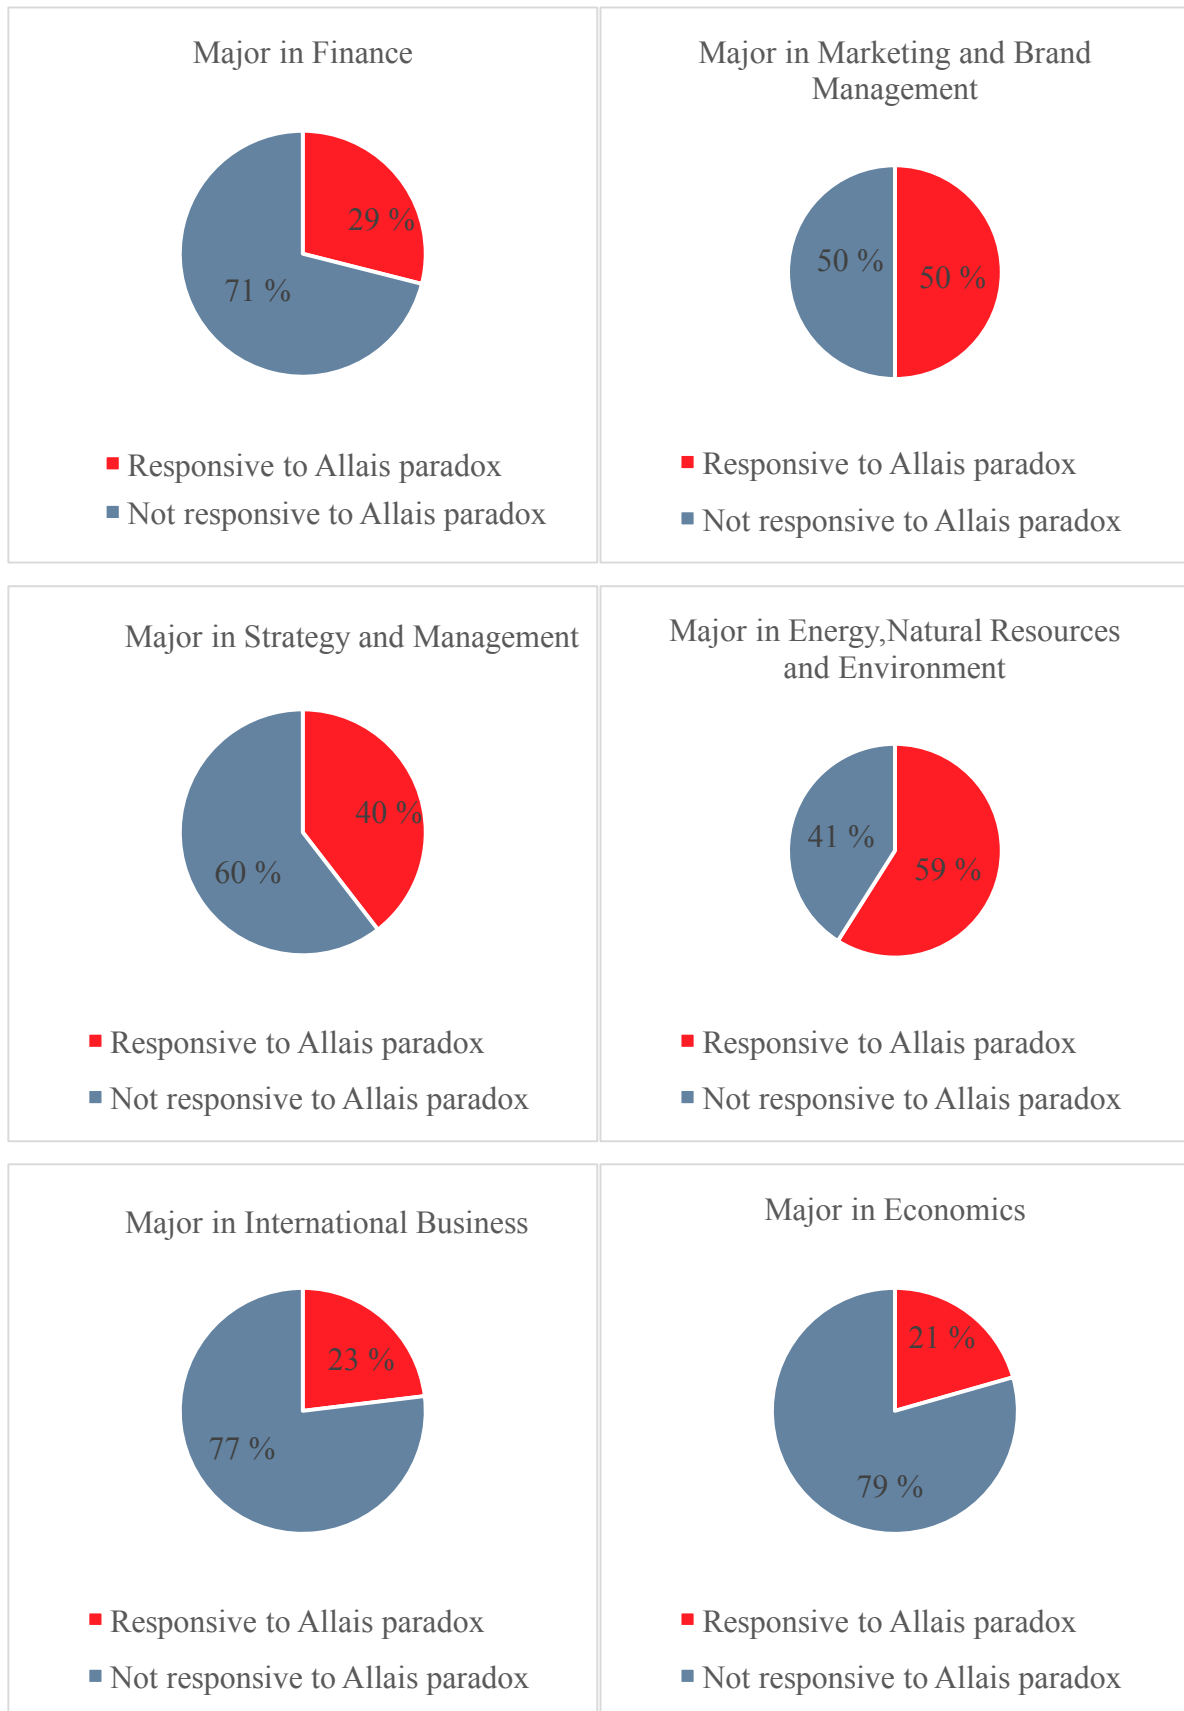 Major in Finance
29 %
71 %
Responsive to Allais paradox
Not responsive to Allais paradox
Major in Marketing and Brand
Management
50 %
50 %
Responsive to Allais paradox
Not responsive to Allais paradox
Major in Strategy and Management
40 %
60 %
Responsive to Allais paradox
Not responsive to Allais paradox
Major in Energy,Natural Resources
and Environment
41 %
59 %
Responsive to Allais paradox
Not responsive to Allais paradox
Major in International Business
23 %
77 %
Responsive to Allais paradox
Not responsive to Allais paradox
Major in Economics
21 %
79 %
Responsive to Allais paradox
Not responsive to Allais paradox